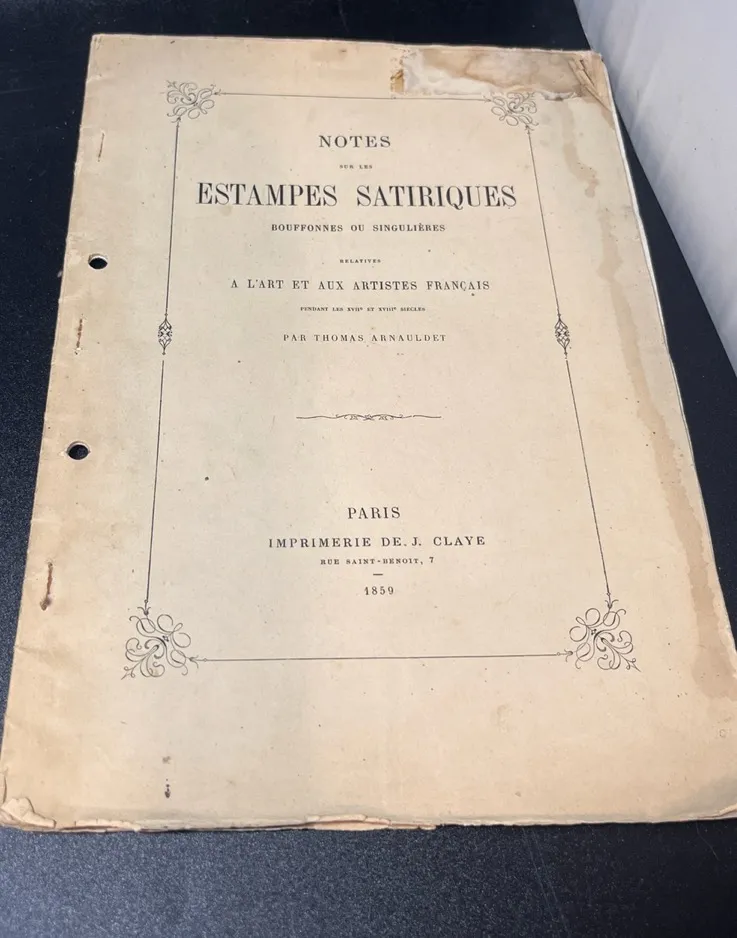 NOTES
SUR LES
ESTAMPES SATIRIQUES
BOUFFONNES OU SINGULIÈRES
RELATIVES
A L'ART ET AUX ARTISTES FRANÇAIS
PENDANT LES XVIIᵉ ET XVIIIᵉ SIÈCLES
PAR THOMAS ARNAULDET
PARIS
IMPRIMERIE DE J. CLAYE
RUE SAINT-BENOIT, 7
1859